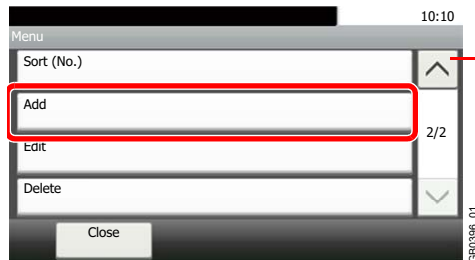 10:10
Menu
Sort (No.)
Add
2/2
Edit
Delete
Close
GB0396_01